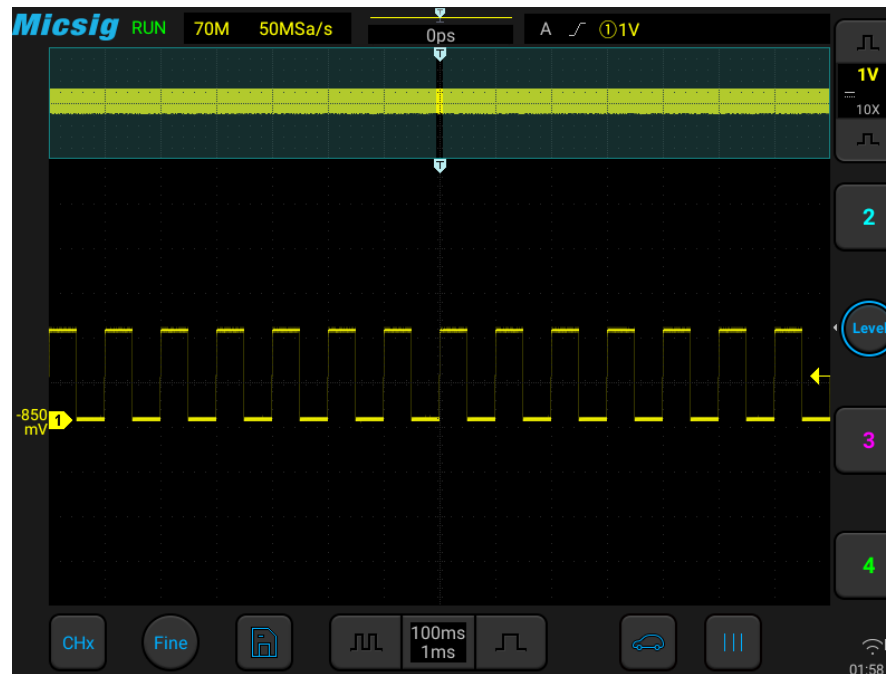 Micsig RUN 70M 50MSa/s 0ps A ①1V
T
1V
10X
T
2
Level
-850
mV
1
3
4
CHx Fine 100ms
1ms
01:58